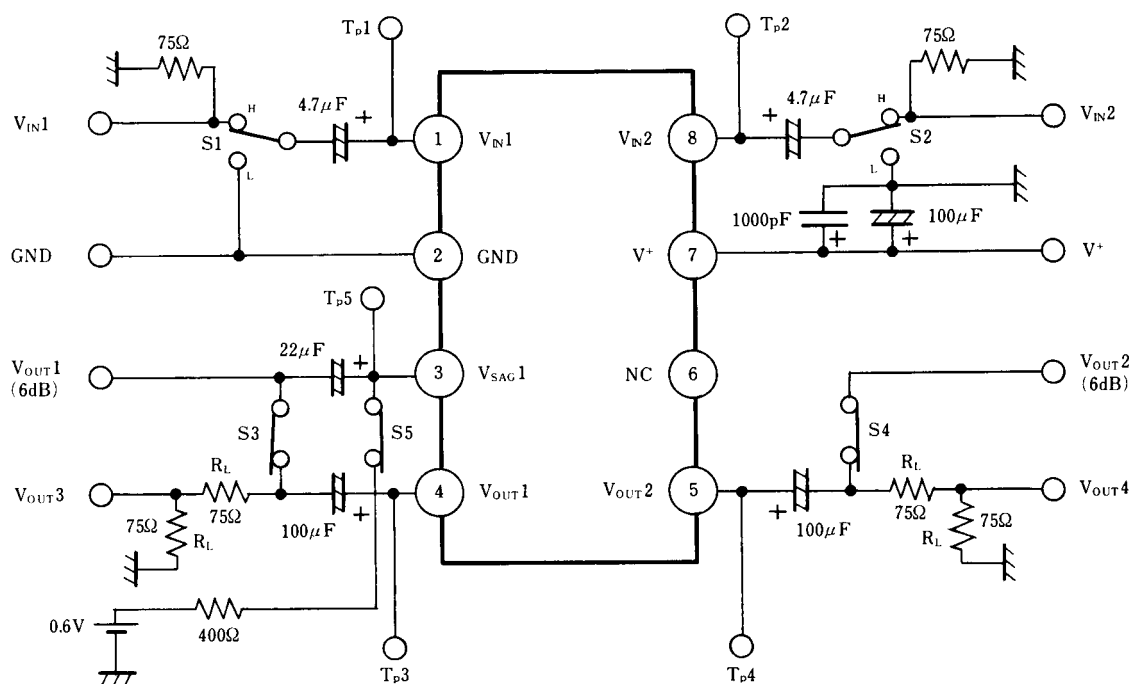 Tp1
Tp2
75Ω
75Ω
4.7μF
+
+
4.7μF
H
H
VIN1
S1
1
VIN1
VIN2
8
S2
VIN2
L
L
1000pF
100μF
+
+
GND
2
GND
V+
7
V+
Tp5
22μF
+
VOUT1
(6dB)
3
VSAG1
NC
6
VOUT2
(6dB)
S3
S5
S4
RL
RL
VOUT3
75Ω
4
VOUT1
VOUT2
5
75Ω
VOUT4
75Ω
RL
100μF
+
+
100μF
RL
75Ω
0.6V
400Ω
Tp3
Tp4